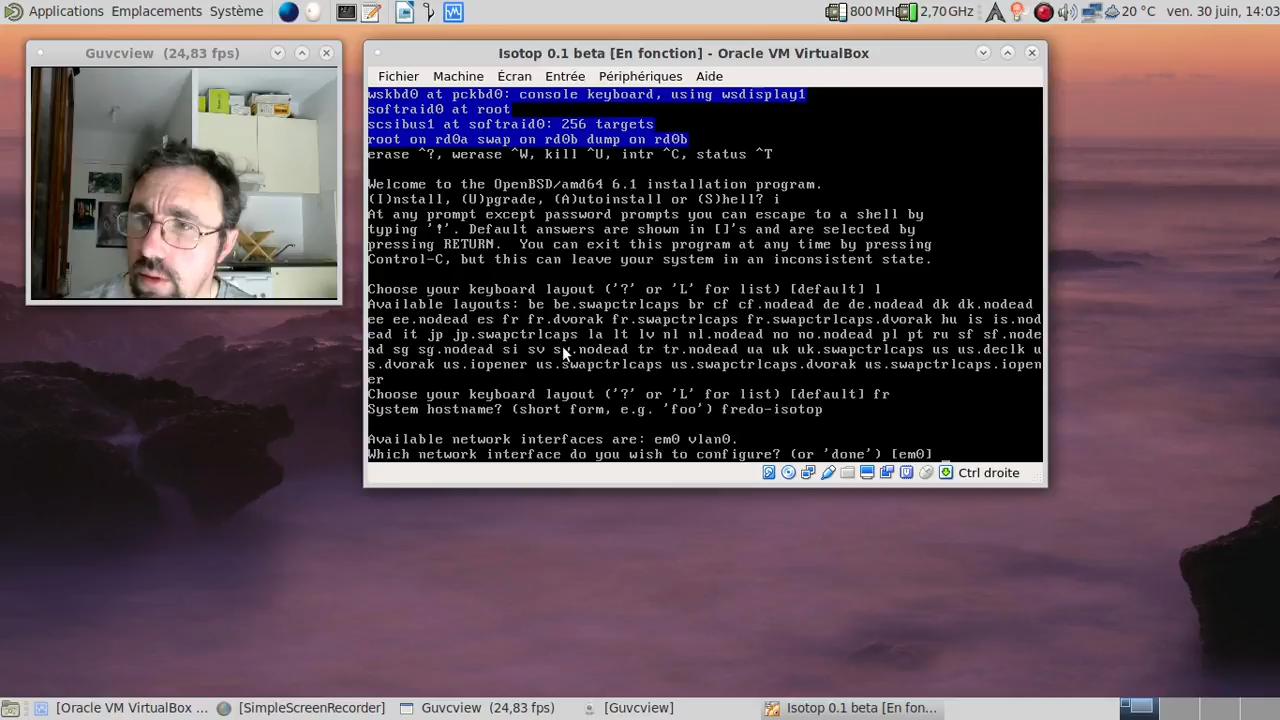 Applications Emplacements Système
800 MH 2,70 GHz 20 °C ven. 30 juin, 14:03
Guvcview (24,83 fps)
Isotop 0.1 beta [En fonction] - Oracle VM VirtualBox
Fichier Machine Écran Entrée Périphériques Aide
wskbd0 at pckbd0: console keyboard, using wsdisplay1
softraid0 at root
scsibus1 at softraid0: 256 targets
root on rd0a swap on rd0b dump on rd0b
erase ^?, werase ^W, kill ^U, intr ^C, status ^T
Welcome to the OpenBSD/amd64 6.1 installation program.
(I)nstall, (U)pgrade, (A)utoinstall or (S)hell? i
At any prompt except password prompts you can escape to a shell by
typing '!'. Default answers are shown in []'s and are selected by
pressing RETURN.  You can exit this program at any time by pressing
Control-C, but this can leave your system in an inconsistent state.
Choose your keyboard layout ('?' or 'L' for list) [default] l
Available layouts: be be.swapctrlcaps br cf cf.nodead de de.nodead dk dk.nodead
ee ee.nodead es fr fr.dvorak fr.swapctrlcaps fr.swapctrlcaps.dvorak hu is is.nod
ead it jp jp.swapctrlcaps la lt lv nl nl.nodead no no.nodead pl pt ru sf sf.node
ad sg sg.nodead si sv sv.nodead tr tr.nodead ua uk uk.swapctrlcaps us us.declk u
s.dvorak us.iopener us.swapctrlcaps us.swapctrlcaps.dvorak us.swapctrlcaps.iopen
er
Choose your keyboard layout ('?' or 'L' for list) [default] fr
System hostname? (short form, e.g. 'foo') fredo-isotop
Available network interfaces are: em0 vlan0.
Which network interface do you wish to configure? (or 'done') [em0] _
Ctrl droite
[Oracle VM VirtualBox ... [SimpleScreenRecorder] Guvcview (24,83 fps) [Guvcview] Isotop 0.1 beta [En fon...